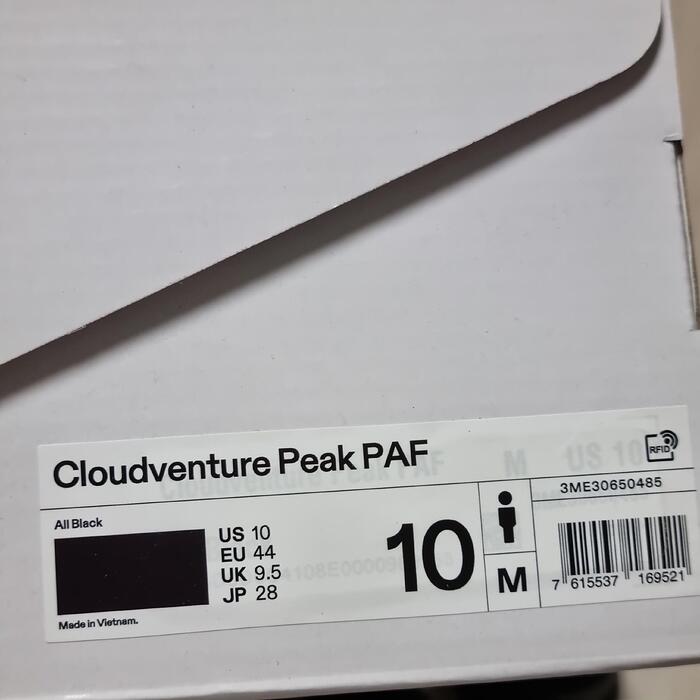 Cloudventure Peak PAF
RFID
3ME30650485
All Black
US 10
EU 44
UK 9.5
JP 28
10
M
7 615537 169521
Made in Vietnam.